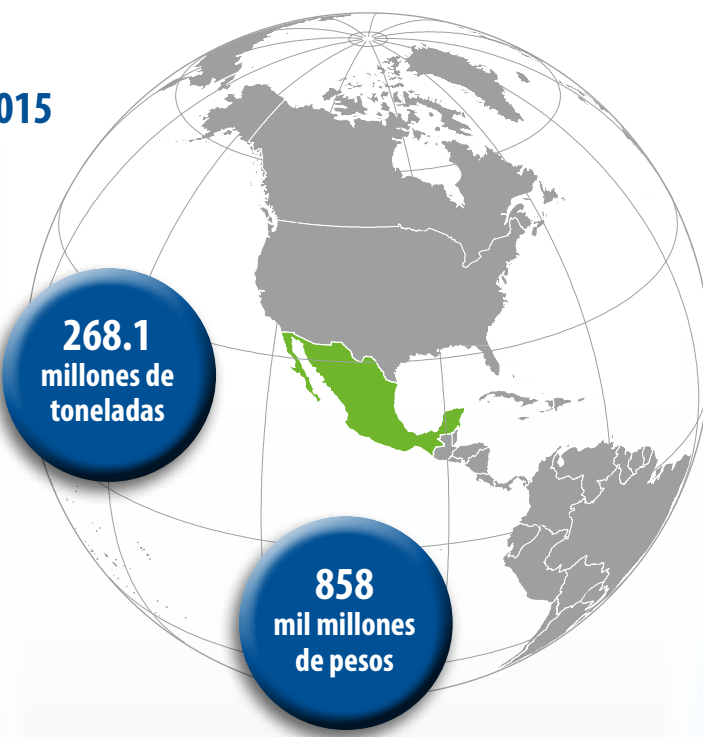 015
268.1
millones de
toneladas
858
mil millones
de pesos